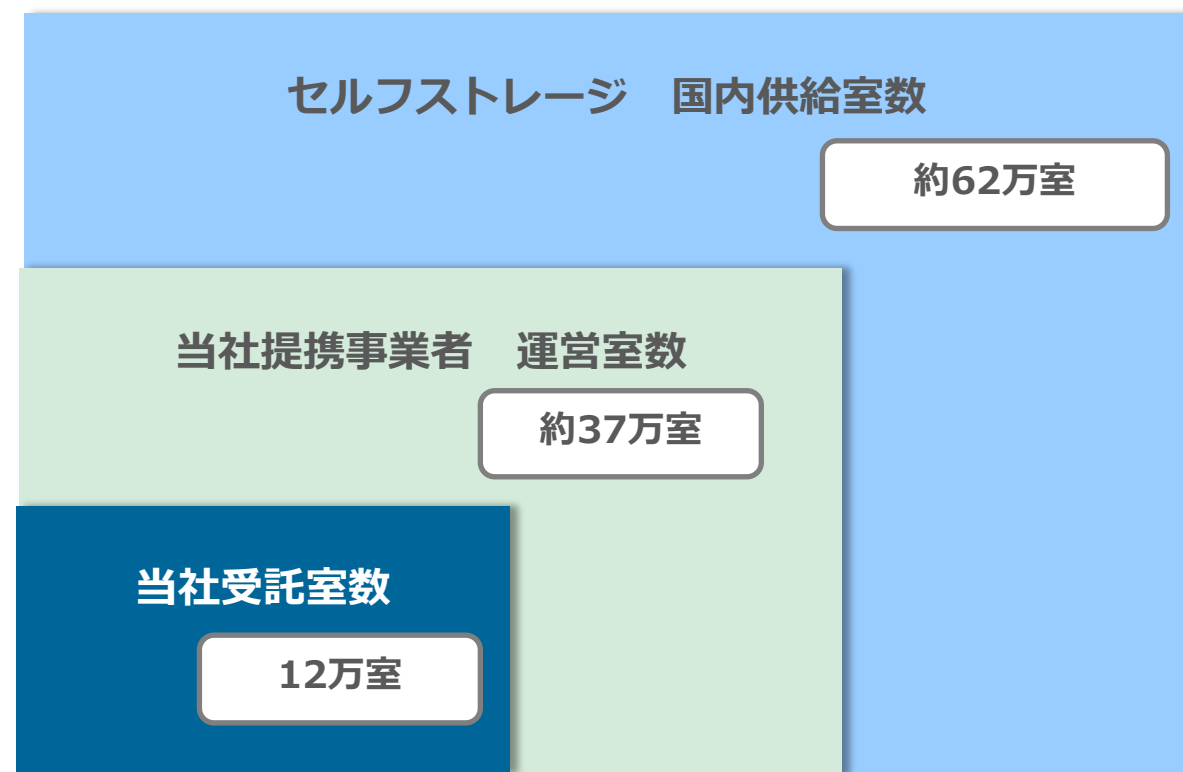 セルフストレージ　国内供給室数
約62万室
当社提携事業者　運営室数
約37万室
当社受託室数
12万室